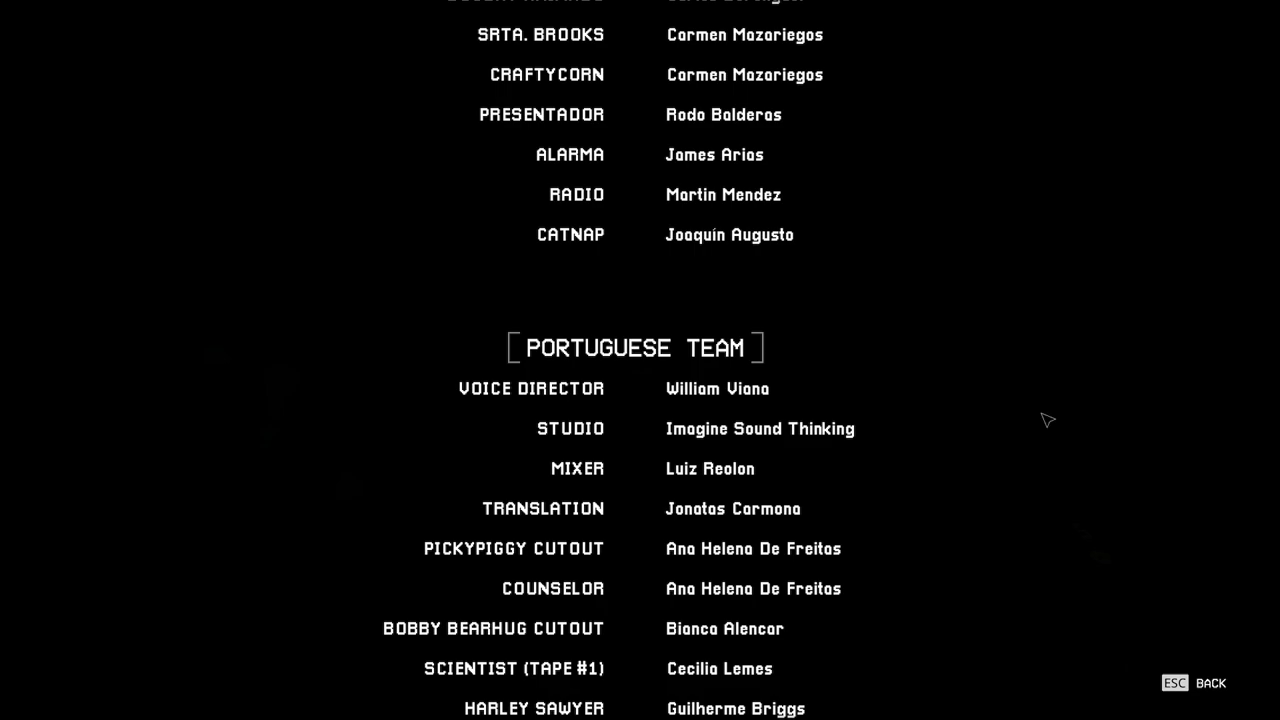 SRTA. BROOKS Carmen Mazariegos
CRAFTYCORN Carmen Mazariegos
PRESENTADOR Rodo Balderas
ALARMA James Arias
RADIO Martin Mendez
CATNAP Joaquín Augusto
PORTUGUESE TEAM
VOICE DIRECTOR William Viana
STUDIO Imagine Sound Thinking
MIXER Luiz Reolon
TRANSLATION Jonatas Carmona
PICKYPIGGY CUTOUT Ana Helena De Freitas
COUNSELOR Ana Helena De Freitas
BOBBY BEARHUG CUTOUT Bianca Alencar
SCIENTIST (TAPE #1) Cecilia Lemes
HARLEY SAWYER Guilherme Briggs
ESC BACK